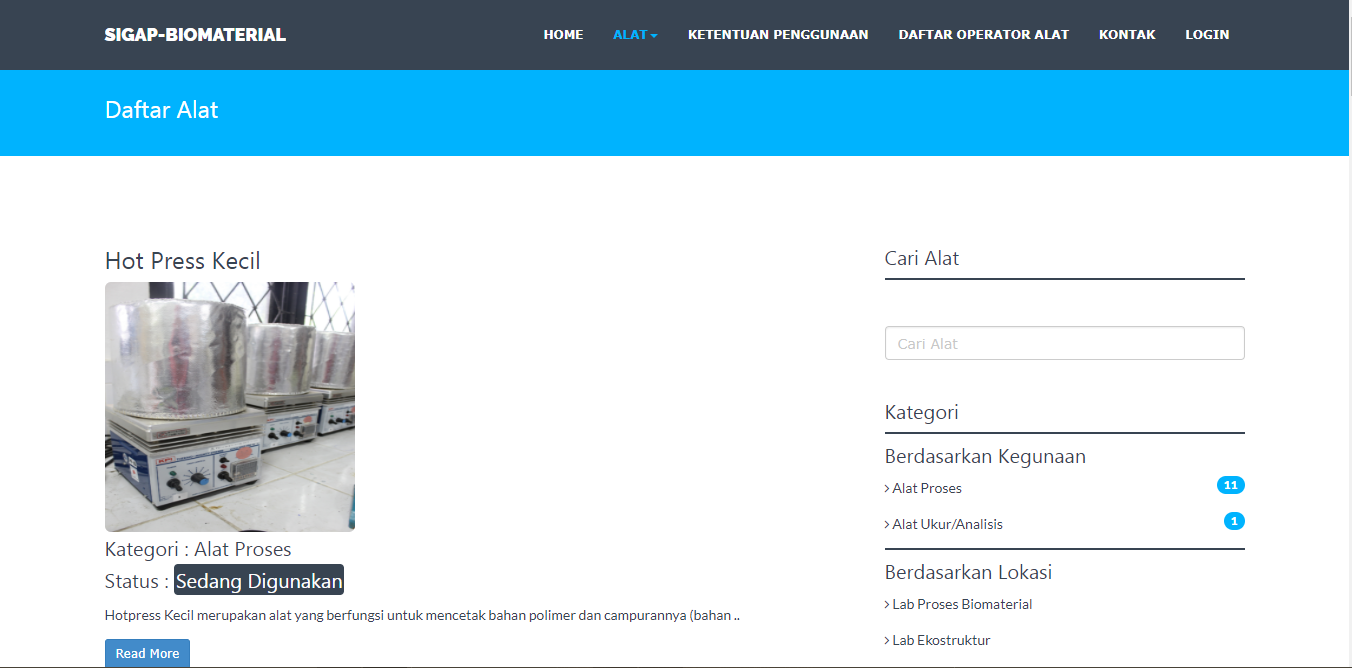 SIGAP-BIOMATERIAL
HOME ALAT KETENTUAN PENGGUNAAN DAFTAR OPERATOR ALAT KONTAK LOGIN
Daftar Alat
Hot Press Kecil
Kategori : Alat Proses
Status : Sedang Digunakan
Hotpress Kecil merupakan alat yang berfungsi untuk mencetak bahan polimer dan campurannya (bahan ..
Read More
Cari Alat
Cari Alat
Kategori
Berdasarkan Kegunaan
> Alat Proses 11
> Alat Ukur/Analisis 1
Berdasarkan Lokasi
> Lab Proses Biomaterial
> Lab Ekostruktur